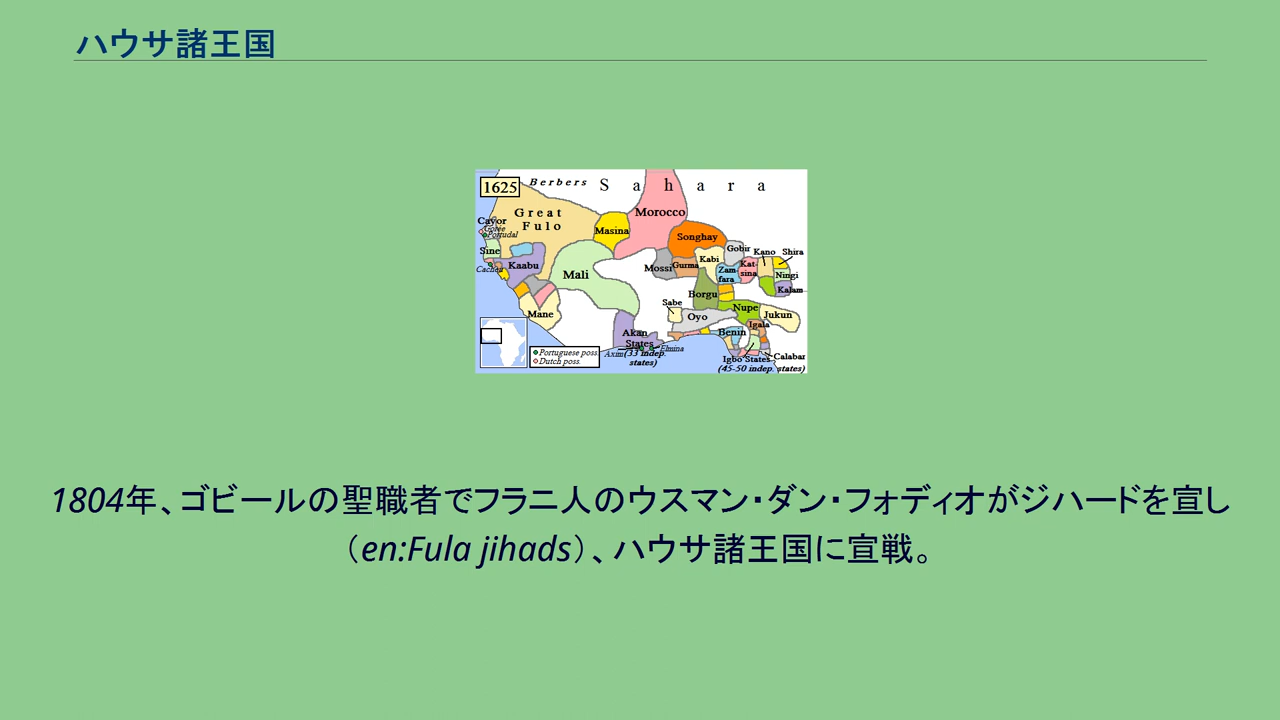 ハウサ諸王国
1625
Berbers
Sahara
Great
Fulo
Morocco
Masina
Cayor
Gorée
Portudal
Sine
Cacheu
Kaabu
Mali
Mane
Songhay
Mossi
Gurma
Kabi
Gobir
Kano
Shira
Zam-
fara
Kat-
sina
Ningi
Kalam
Borgu
Sabe
Oyo
Nupe
Jukun
Igala
Benin
Akan
States
(33 indep.
states)
Axim
Elmina
Igbo States
(45-50 indep. states)
Calabar
Portuguese poss.
Dutch poss.
1804年、ゴビールの聖職者でフラニ人のウスマン・ダン・フォディオがジハードを宣し
（en:Fula jihads）、ハウサ諸王国に宣戦。